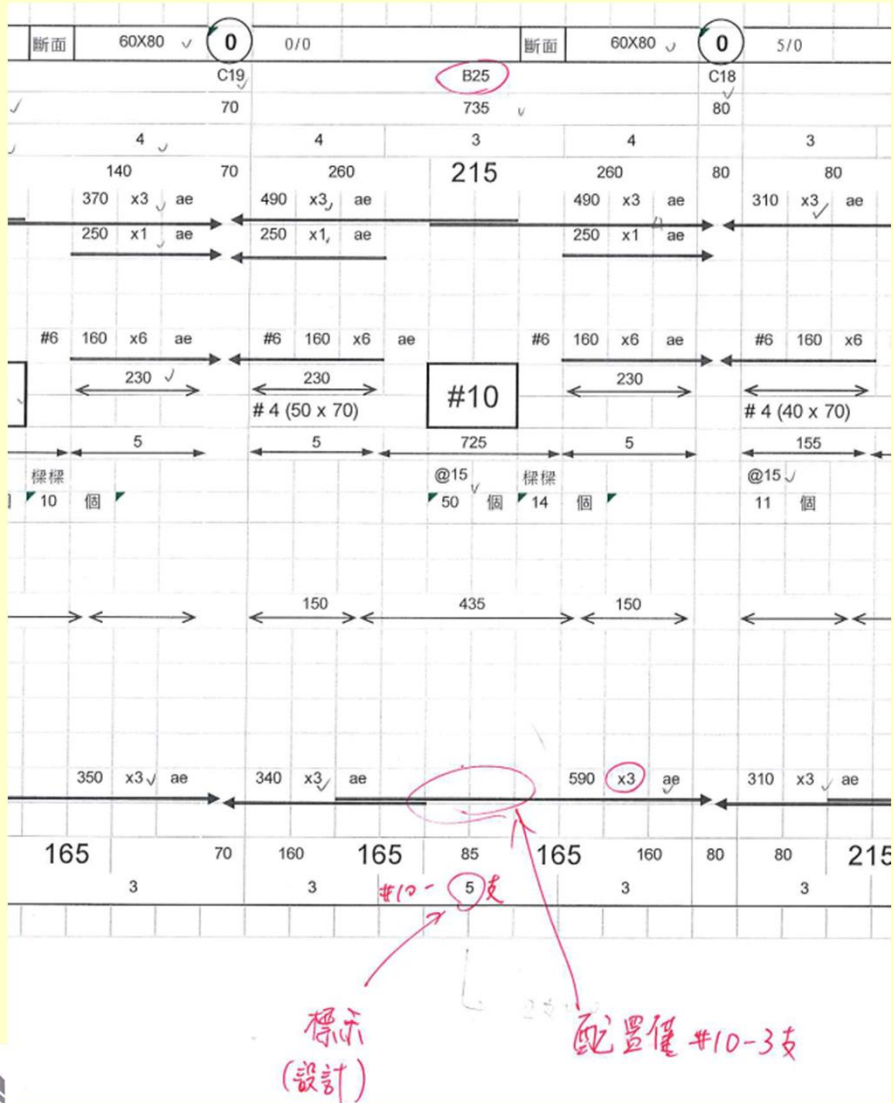 斷面 60X80 0 0/0 斷面 60X80 0 5/0
C19 B25 C18
70 735 80
4 4 3 4 3
140 70 260 215 260 80 80
370 x3 ae 490 x3 ae 490 x3 ae 310 x3 ae
250 x1 ae 250 x1 ae 250 x1 ae
#6 160 x6 ae #6 160 x6 ae #6 160 x6 ae #6 160 x6
230 230 #10 230
# 4 (50 x 70) # 4 (40 x 70)
5 5 725 5 155
樑樑 @15 樑樑 @15
10 個 50 個 14 個 11 個
150 435 150
350 x3 ae 340 x3 ae 590 x3 ae 310 x3 ae
165 70 160 165 85 165 160 80 80 215
3 3 #10- 5 支 3 3
標示
(設計)
配置僅 #10-3支